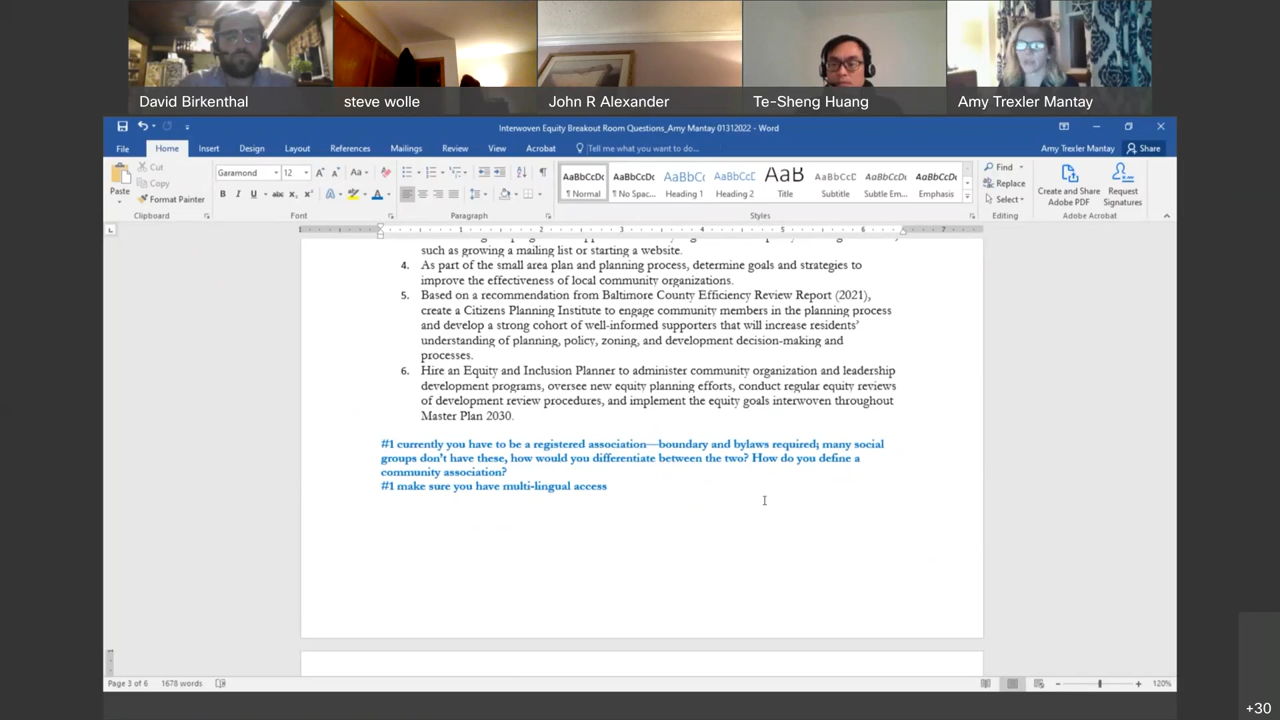 David Birkenthal
steve wolle
John R Alexander
Te-Sheng Huang
Amy Trexler Mantay
Interwoven Equity Breakout Room Questions_Amy Mantay 01312022 - Word
File Home Insert Design Layout References Mailings Review View Acrobat Tell me what you want to do... Amy Trexler Mantay Share
Paste
Cut
Copy
Format Painter
Clipboard
Garamond 12
Font
Paragraph
AaBbCcDc AaBbCcDc AaBbCc AaBbCcD AaB AaBbCcD AaBbCcDc AaBbCcDc
¶ Normal ¶ No Spac... Heading 1 Heading 2 Title Subtitle Subtle Em... Emphasis
Styles
Find
Replace
Select
Editing
Create and Share Adobe PDF
Request Signatures
Adobe Acrobat
1 2 3 4 5 6 7
such as growing a mailing list or starting a website.
4. As part of the small area plan and planning process, determine goals and strategies to
improve the effectiveness of local community organizations.
5. Based on a recommendation from Baltimore County Efficiency Review Report (2021),
create a Citizens Planning Institute to engage community members in the planning process
and develop a strong cohort of well-informed supporters that will increase residents'
understanding of planning, policy, zoning, and development decision-making and
processes.
6. Hire an Equity and Inclusion Planner to administer community organization and leadership
development programs, oversee new equity planning efforts, conduct regular equity reviews
of development review procedures, and implement the equity goals interwoven throughout
Master Plan 2030.
#1 currently you have to be a registered association—boundary and bylaws required; many social
groups don't have these, how would you differentiate between the two? How do you define a
community association?
#1 make sure you have multi-lingual access
Page 3 of 6 1678 words 120%
+30